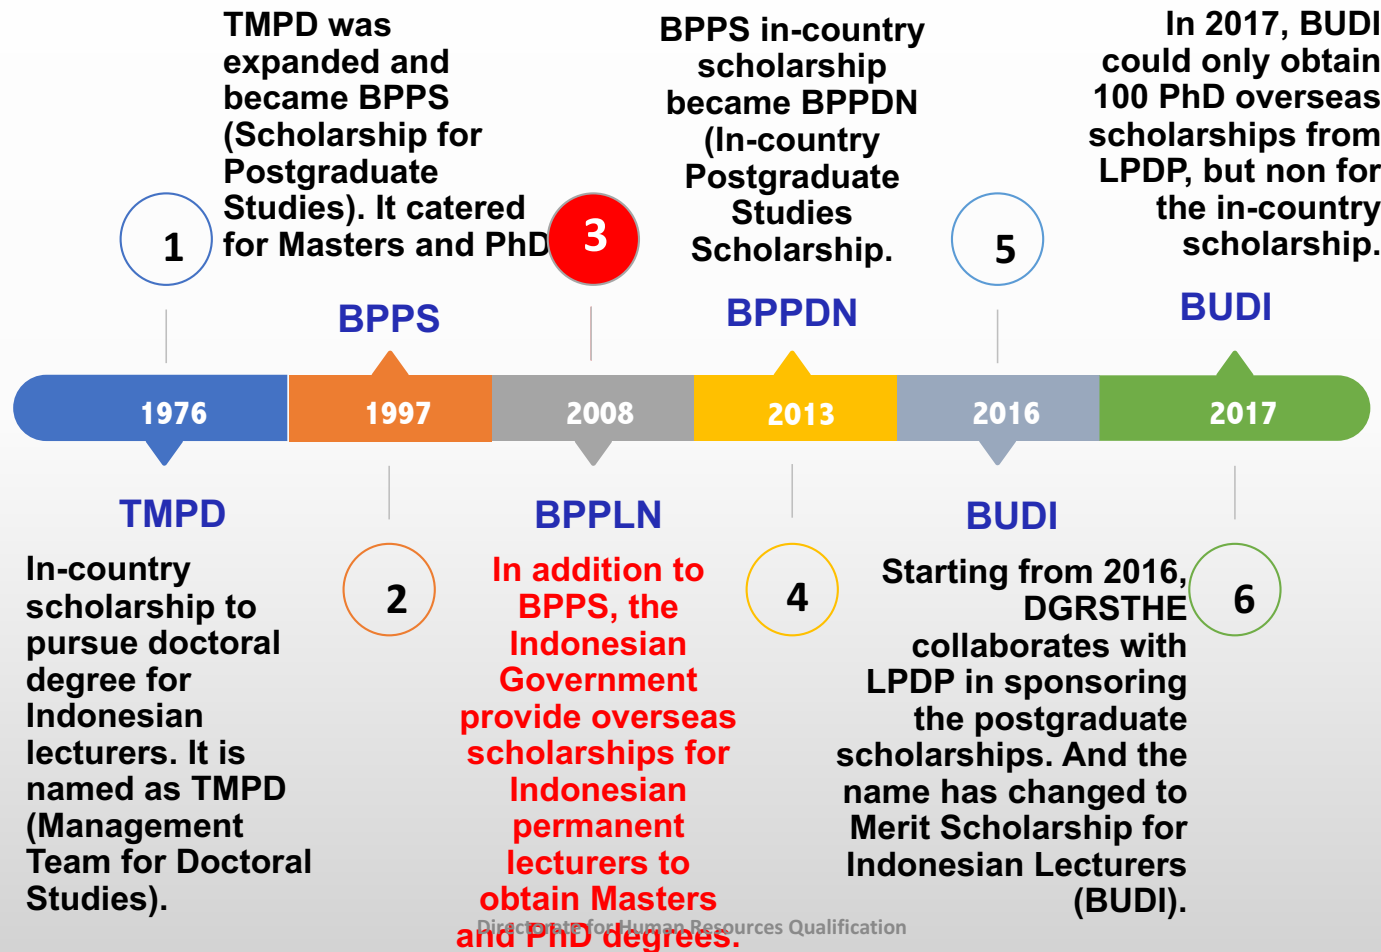 TMPD was
expanded and
became BPPS
(Scholarship for
Postgraduate
Studies). It catered
for Masters and PhD
BPPS in-country
scholarship
became BPPDN
(In-country
Postgraduate
Studies
Scholarship.
In 2017, BUDI
could only obtain
100 PhD overseas
scholarships from
LPDP, but non for
the in-country
scholarship.
1
3
5
BPPS
BPPDN
BUDI
1976
1997
2008
2013
2016
2017
TMPD
BPPLN
BUDI
2
4
6
In-country
scholarship to
pursue doctoral
degree for
Indonesian
lecturers. It is
named as TMPD
(Management
Team for Doctoral
Studies).
In addition to
BPPS, the
Indonesian
Government
provide overseas
scholarships for
Indonesian
permanent
lecturers to
obtain Masters
and PhD degrees.
Starting from 2016,
DGRSTHE
collaborates with
LPDP in sponsoring
the postgraduate
scholarships. And the
name has changed to
Merit Scholarship for
Indonesian Lecturers
(BUDI).
Directorate for Human Resources Qualification